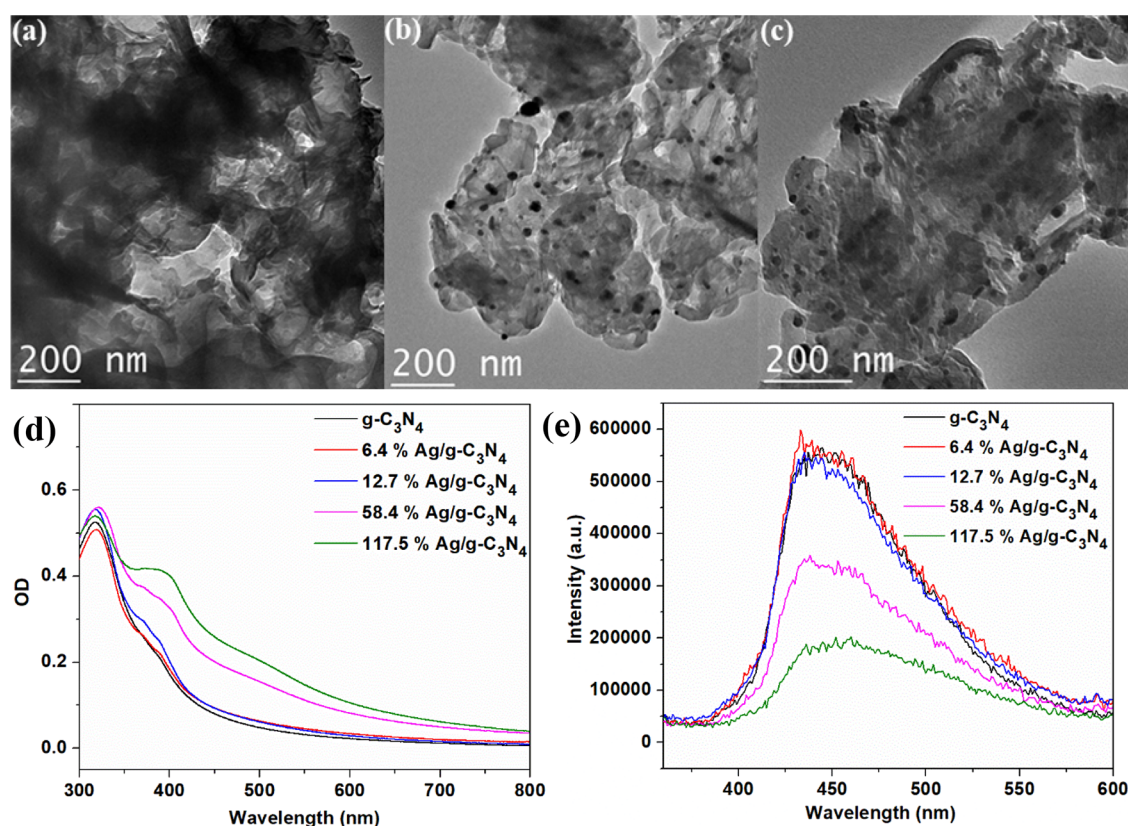 (a)
(b)
(c)
200 nm
200 nm
200 nm
(d)
g-C₃N₄
6.4 % Ag/g-C₃N₄
12.7 % Ag/g-C₃N₄
58.4 % Ag/g-C₃N₄
117.5 % Ag/g-C₃N₄
0.6
0.4
0.2
0.0
OD
300 400 500 600 700 800
Wavelength (nm)
(e)
g-C₃N₄
6.4 % Ag/g-C₃N₄
12.7 % Ag/g-C₃N₄
58.4 % Ag/g-C₃N₄
117.5 % Ag/g-C₃N₄
600000
500000
400000
300000
200000
100000
0
Intensity (a.u.)
400 450 500 550 600
Wavelength (nm)